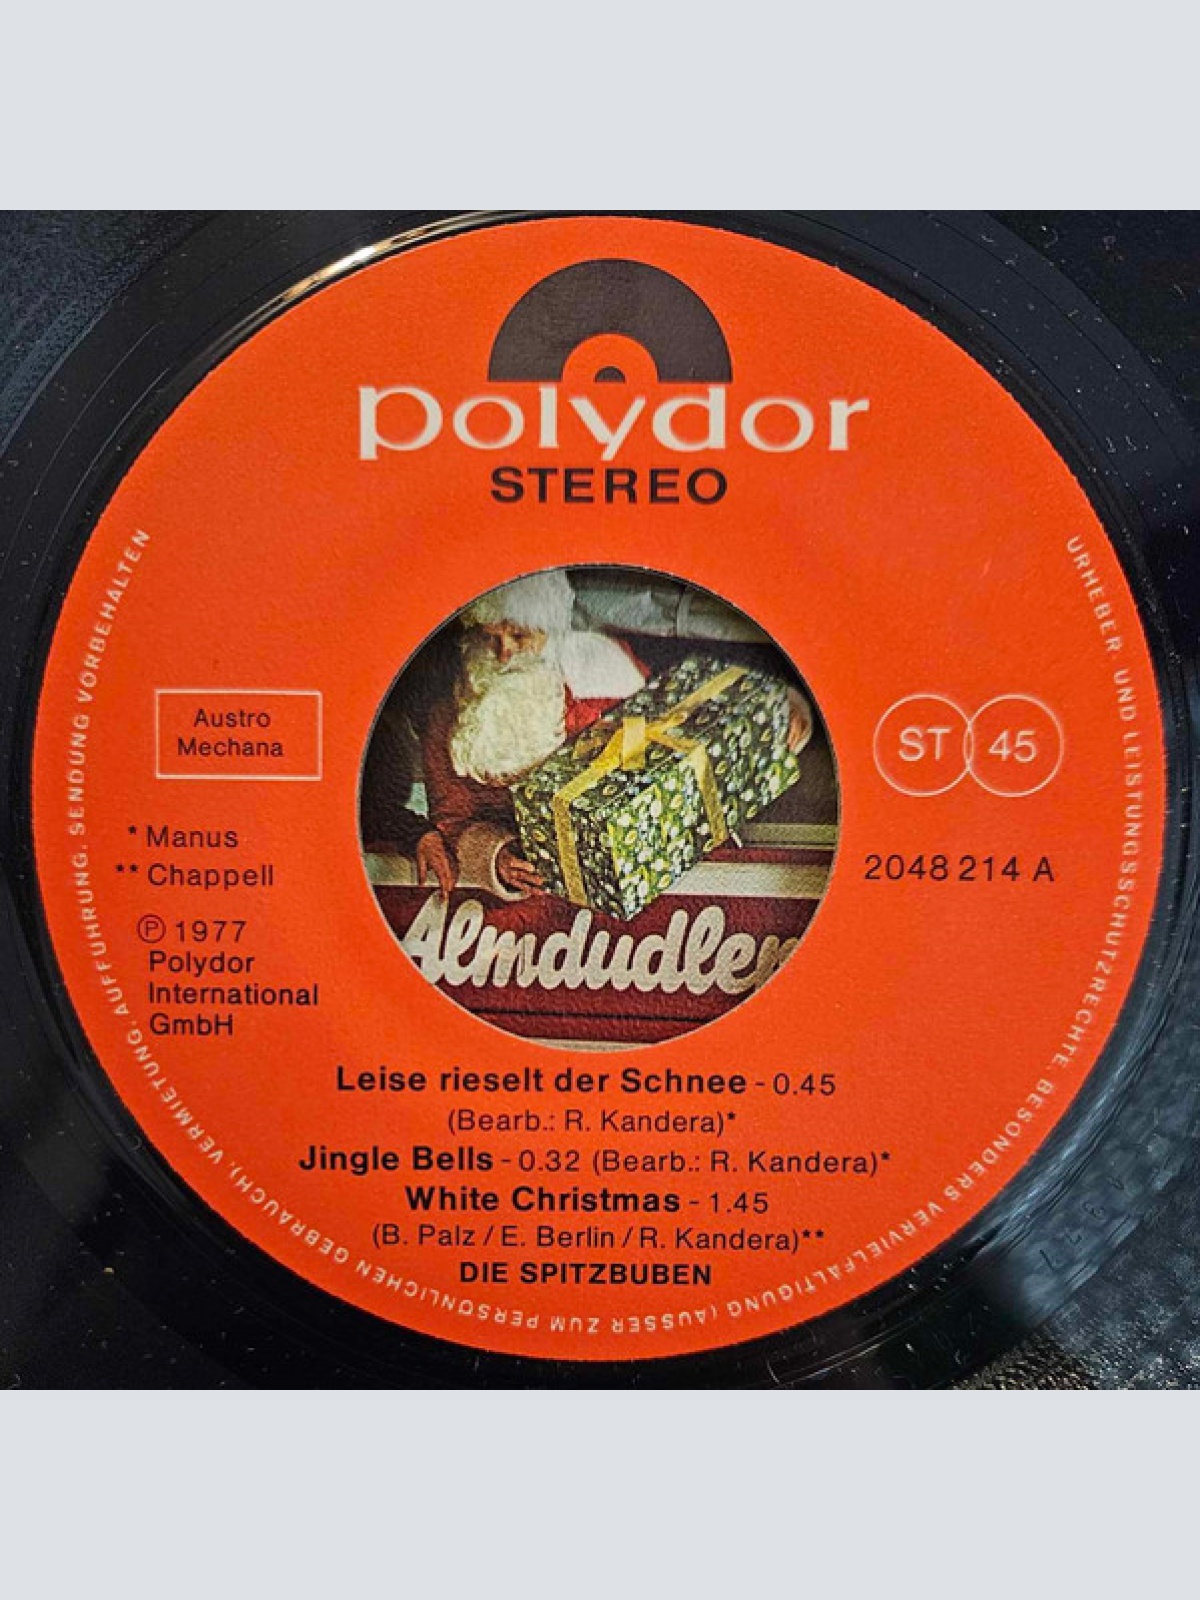 polydor
STEREO
URHEBER- UND LEISTUNGSSCHUTZRECHTE, BESONDERS VERVIELFÄLTIGUNG (AUSSER ZUM PERSÖNLICHEN GEBRAUCH), VERMIETUNG, AUFFÜHRUNG, SENDUNG VORBEHALTEN
Austro
Mechana
ST 45
* Manus
** Chappell
2048 214 A
Ⓟ 1977
Polydor
International
GmbH
Almdudler
Leise rieselt der Schnee - 0.45
(Bearb.: R. Kandera)*
Jingle Bells - 0.32 (Bearb.: R. Kandera)*
White Christmas - 1.45
(B. Palz / E. Berlin / R. Kandera)**
DIE SPITZBUBEN